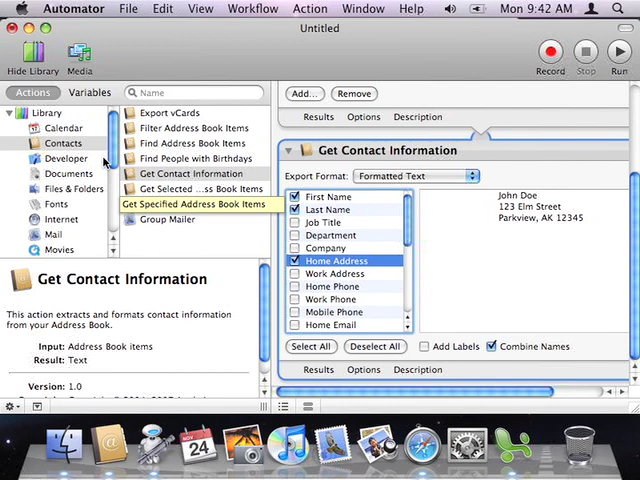 Automator File Edit View Workflow Action Window Help Mon 9:42 AM
Untitled
Hide Library Media Record Stop Run
Actions Variables Name
Library
Calendar
Contacts
Developer
Documents
Files & Folders
Fonts
Internet
Mail
Movies
Export vCards
Filter Address Book Items
Find Address Book Items
Find People with Birthdays
Get Contact Information
Get Selected ...ss Book Items
Get Specified Address Book Items
Group Mailer
Get Contact Information
This action extracts and formats contact information
from your Address Book.
Input: Address Book items
Result: Text
Version: 1.0
Add... Remove
Results Options Description
Get Contact Information
Export Format: Formatted Text
First Name
Last Name
Job Title
Department
Company
Home Address
Work Address
Home Phone
Work Phone
Mobile Phone
Home Email
John Doe
123 Elm Street
Parkview, AK 12345
Select All Deselect All Add Labels Combine Names
Results Options Description
NOV
24